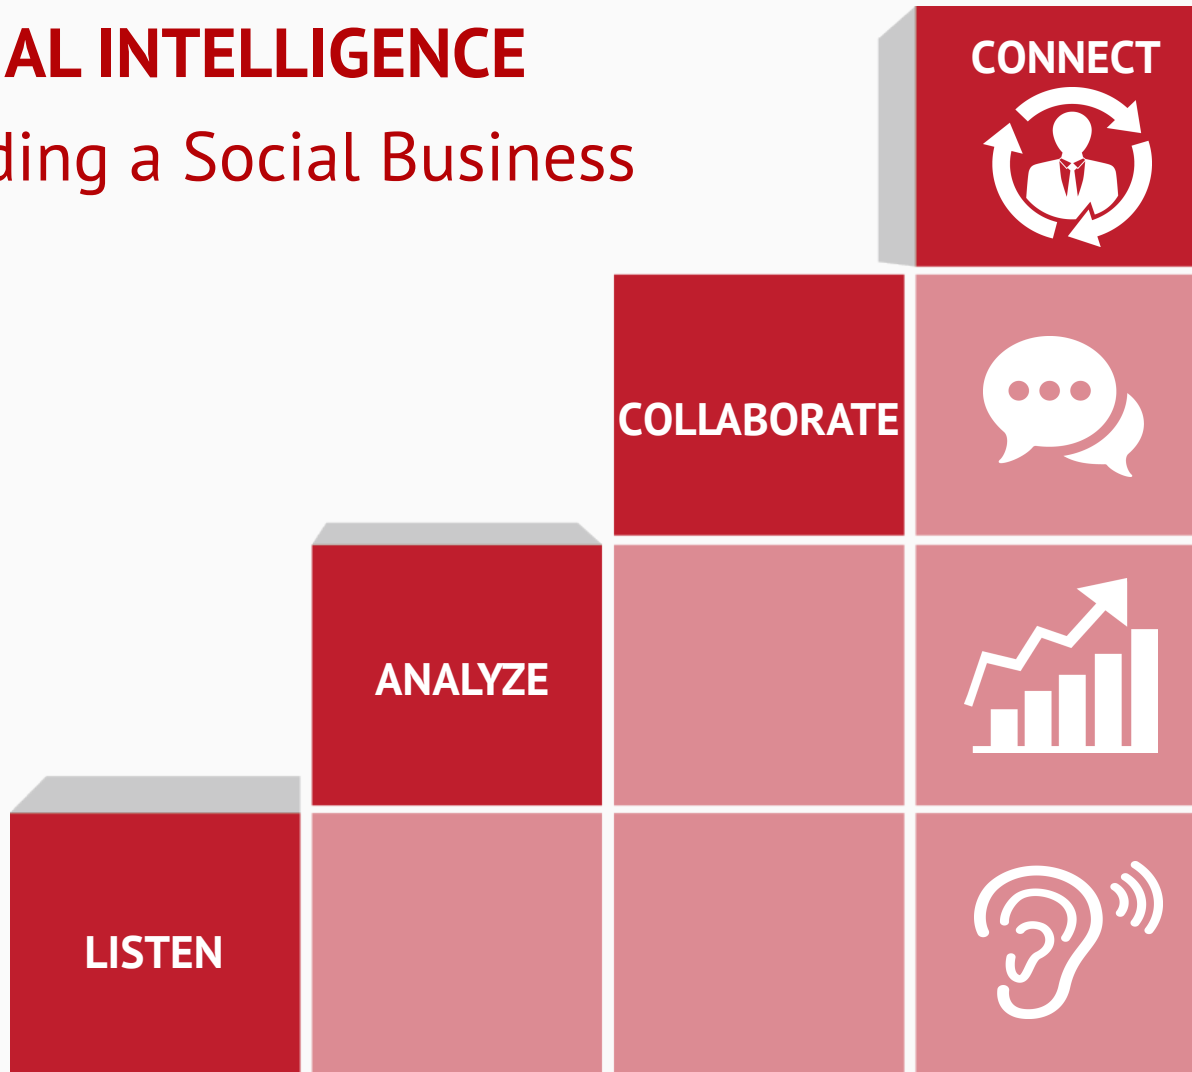 AL INTELLIGENCE
ding a Social Business
CONNECT
COLLABORATE
ANALYZE
LISTEN